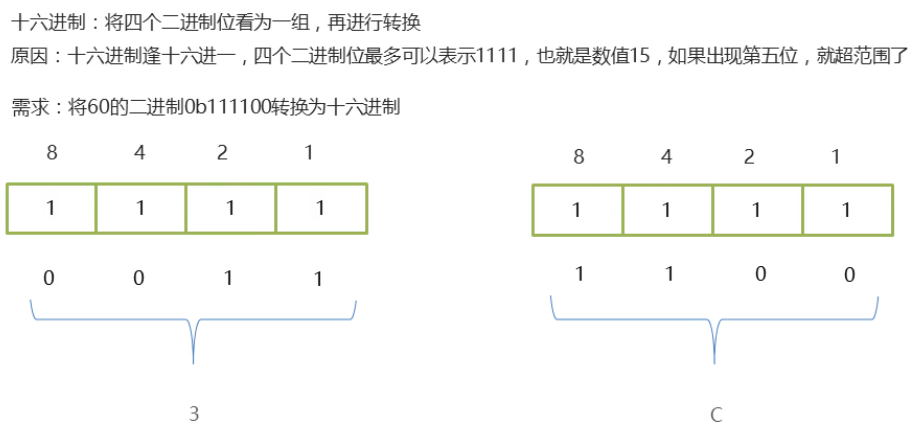 十六进制：将四个二进制位看为一组，再进行转换
原因：十六进制逢十六进一，四个二进制位最多可以表示1111，也就是数值15，如果出现第五位，就超范围了
需求：将60的二进制0b111100转换为十六进制
8 4 2 1 8 4 2 1
1 1 1 1 1 1 1 1
0 0 1 1 1 1 0 0
3 C